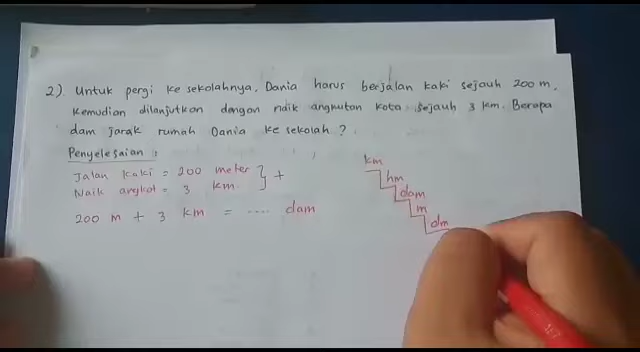 2). Untuk pergi ke sekolahnya, Dania harus berjalan kaki sejauh 200 m.
Kemudian dilanjutkan dengan naik angkutan kota sejauh 3 km. Berapa
dam jarak rumah Dania ke sekolah ?
Penyelesaian :
Jalan kaki = 200 meter } +
Naik angkot = 3 km
200 m + 3 km = .... dam
km
hm
dam
m
dm